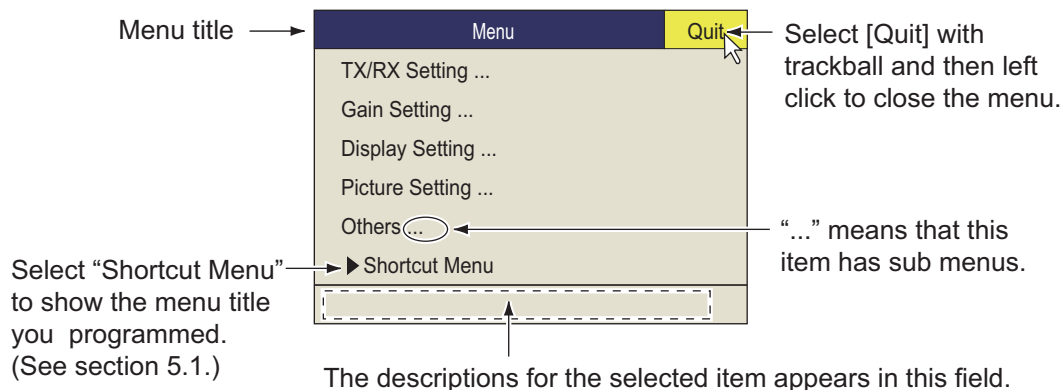 Menu title
Menu
Quit
Select [Quit] with
trackball and then left
click to close the menu.
TX/RX Setting ...
Gain Setting ...
Display Setting ...
Picture Setting ...
Others ...
"..." means that this
item has sub menus.
Shortcut Menu
Select "Shortcut Menu"
to show the menu title
you programmed.
(See section 5.1.)
The descriptions for the selected item appears in this field.